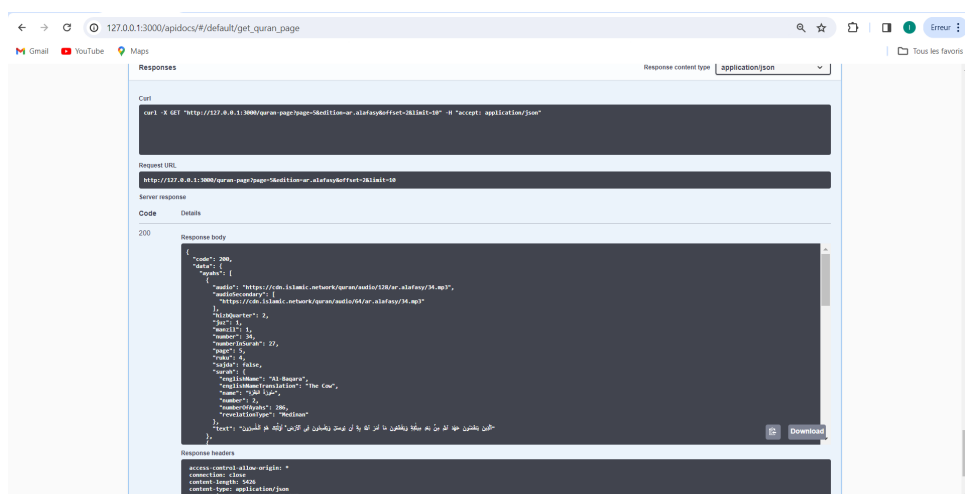 127.0.0.1:3000/apidocs/#/default/get_quran_page
Erreur
Gmail YouTube Maps
Tous les favoris
Responses
Response content type application/json
Curl
curl -X GET "http://127.0.0.1:3000/quran-page?page=5&edition=ar.alafasy&offset=2&limit=10" -H "accept: application/json"
Request URL
http://127.0.0.1:3000/quran-page?page=5&edition=ar.alafasy&offset=2&limit=10
Server response
Code Details
200
Response body
{
"code": 200,
"data": {
"ayahs": [
{
"audio": "https://cdn.islamic.network/quran/audio/128/ar.alafasy/34.mp3",
"audioSecondary": [
"https://cdn.islamic.network/quran/audio/64/ar.alafasy/34.mp3"
],
"hizbQuarter": 2,
"juz": 1,
"manzil": 1,
"number": 34,
"numberInSurah": 27,
"page": 5,
"ruku": 4,
"sajda": false,
"surah": {
"englishName": "Al-Baqara",
"englishNameTranslation": "The Cow",
"name": "سُورَةُ البَقَرَةِ",
"number": 2,
"numberOfAyahs": 286,
"revelationType": "Medinan"
},
"text":
},
{
Download
Response headers
access-control-allow-origin: *
connection: close
content-length: 5426
content-type: application/json